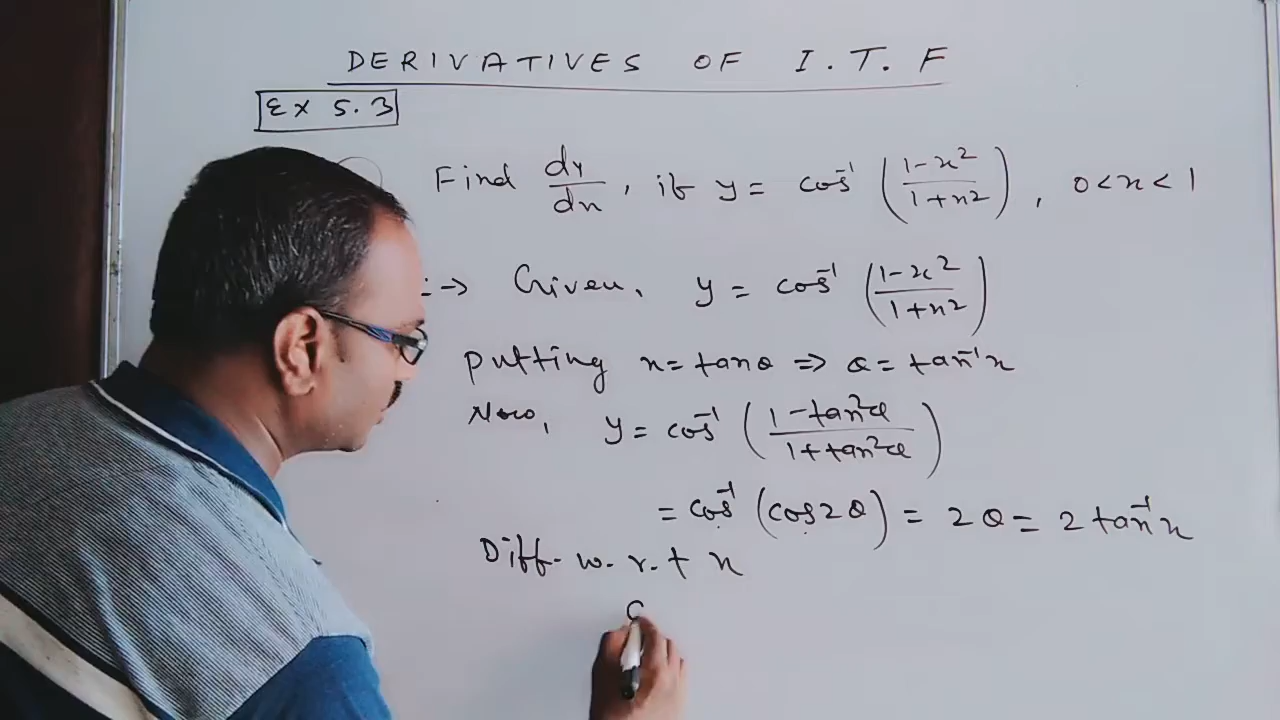 DERIVATIVES OF I.T.F
Ex 5.3
Find dy/dx, if y = cos⁻¹ ((1-x²)/(1+x²)), 0<x<1
:→ Given, y = cos⁻¹ ((1-x²)/(1+x²))
putting x = tanθ ⇒ θ = tan⁻¹x
Now, y = cos⁻¹ ((1-tan²θ)/(1+tan²θ))
= cos⁻¹ (cos2θ) = 2θ = 2 tan⁻¹x
Diff. w.r.t x